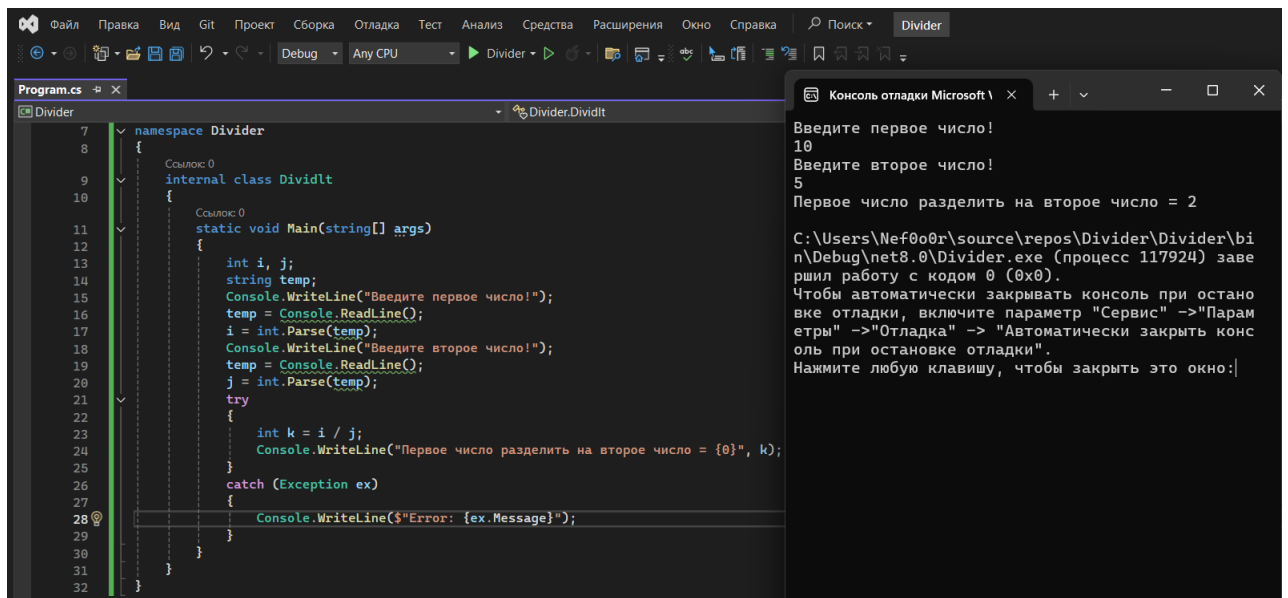 Файл Правка Вид Git Проект Сборка Отладка Тест Анализ Средства Расширения Окно Справка Поиск Divider
Debug Any CPU Divider
Program.cs
Divider Divider.DividIt
7 namespace Divider
8 {
Ссылок: 0
9 internal class DividIt
10 {
Ссылок: 0
11 static void Main(string[] args)
12 {
13 int i, j;
14 string temp;
15 Console.WriteLine("Введите первое число!");
16 temp = Console.ReadLine();
17 i = int.Parse(temp);
18 Console.WriteLine("Введите второе число!");
19 temp = Console.ReadLine();
20 j = int.Parse(temp);
21 try
22 {
23 int k = i / j;
24 Console.WriteLine("Первое число разделить на второе число = {0}", k);
25 }
26 catch (Exception ex)
27 {
28 Console.WriteLine($"Error: {ex.Message}");
29 }
30 }
31 }
32 }
Консоль отладки Microsoft \
Введите первое число!
10
Введите второе число!
5
Первое число разделить на второе число = 2
C:\Users\Nef0o0r\source\repos\Divider\Divider\bi
n\Debug\net8.0\Divider.exe (процесс 117924) заве
ршил работу с кодом 0 (0x0).
Чтобы автоматически закрывать консоль при остано
вке отладки, включите параметр "Сервис" ->"Парам
етры" ->"Отладка" -> "Автоматически закрыть конс
оль при остановке отладки".
Нажмите любую клавишу, чтобы закрыть это окно: